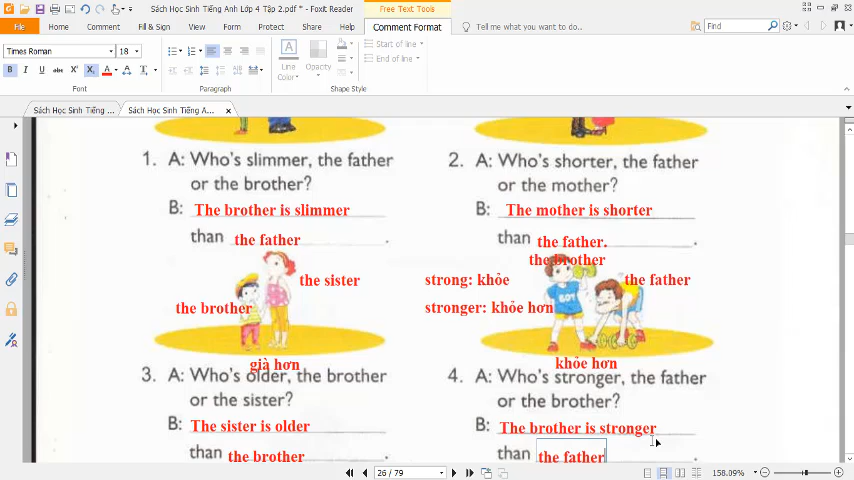 Sách Học Sinh Tiếng Anh Lớp 4 Tập 2.pdf * - Foxit Reader
Free Text Tools
File Home Comment Fill & Sign View Form Protect Share Help Comment Format Tell me what you want to do... Find
Times Roman 18 Start of line
End of line
Line Color Opacity
Font Paragraph Shape Style
Sách Học Sinh Tiếng ... Sách Học Sinh Tiếng A...
1. A: Who's slimmer, the father
or the brother?
B: The brother is slimmer
than the father .
2. A: Who's shorter, the father
or the mother?
B: The mother is shorter
than the father. .
the sister
the brother
the brother
strong: khỏe
the father
stronger: khỏe hơn
BOY
già hơn
khỏe hơn
3. A: Who's older, the brother
or the sister?
B: The sister is older
than the brother .
4. A: Who's stronger, the father
or the brother?
B: The brother is stronger
than the father .
26 / 79 158.09%